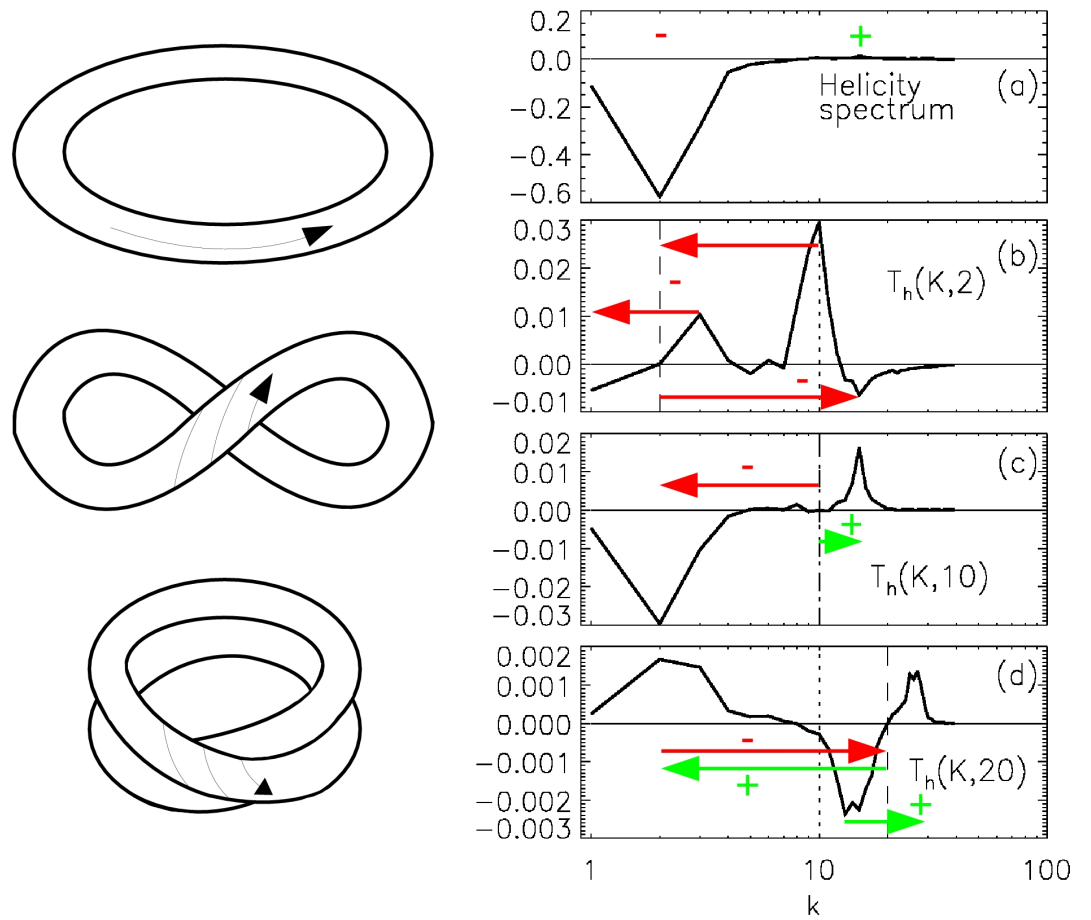 0.2
0.0
-0.2
-0.4
-0.6
- +
Helicity
spectrum
(a)
0.03
0.02
0.01
0.00
-0.01
(b)
T_h(K,2)
-
-
0.02
0.01
0.00
-0.01
-0.02
-0.03
(c)
-
+
T_h(K,10)
0.002
0.001
0.000
-0.001
-0.002
-0.003
(d)
-
T_h(K,20)
+
+
1 10 100
k